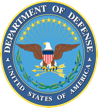 DEPARTMENT OF DEFENSE
UNITED STATES OF AMERICA